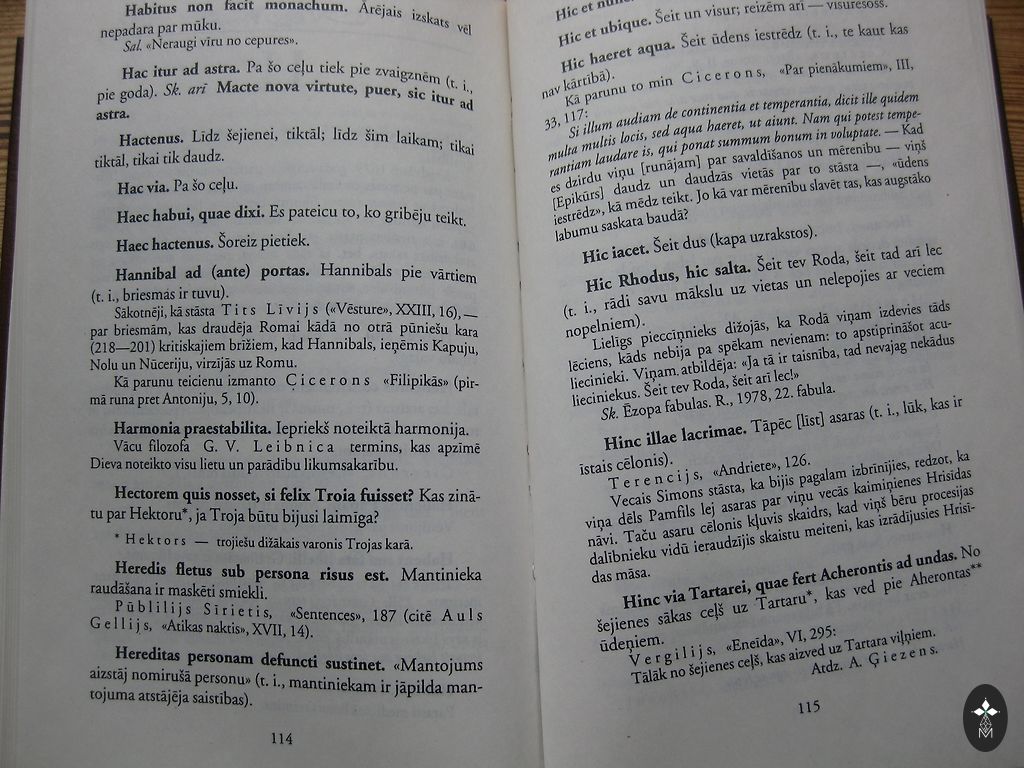 Habitus non facit monachum. Ārējais izskats vēl
nepadara par mūku.
Sal. «Neraugi vīru no cepures».
Hac itur ad astra. Pa šo ceļu tiek pie zvaigznēm (t. i.,
pie goda). Sk. arī Macte nova virtute, puer, sic itur ad
astra.
Hactenus. Līdz šejienei, tiktāl; līdz šim laikam; tikai
tiktāl, tikai tik daudz.
Hac via. Pa šo ceļu.
Haec habui, quae dixi. Es pateicu to, ko gribēju teikt.
Haec hactenus. Šoreiz pietiek.
Hannibal ad (ante) portas. Hannibals pie vārtiem
(t. i., briesmas ir tuvu).
Sākotnēji, kā stāsta Tits Līvijs («Vēsture», XXIII, 16), —
par briesmām, kas draudēja Romai kādā no otrā pūniešu kara
(218—201) kritiskajiem brīžiem, kad Hannibals, ieņēmis Kapuju,
Nolu un Nūceriju, virzījās uz Romu.
Kā parunu teicienu izmanto Cicerons «Filipikās» (pir-
mā runa pret Antoniju, 5, 10).
Harmonia praestabilita. Iepriekš noteiktā harmonija.
Vācu filozofa G. V. Leibnica termins, kas apzīmē
Dieva noteikto visu lietu un parādību likumsakarību.
Hectorem quis nosset, si felix Troia fuisset? Kas zinā-
tu par Hektoru*, ja Troja būtu bijusi laimīga?
* Hektors — trojiešu dižākais varonis Trojas karā.
Heredis fletus sub persona risus est. Mantinieka
raudāšana ir maskēti smiekli.
Pūblilijs Sīrietis, «Sentences», 187 (citē Auls
Gellijs, «Atikas naktis», XVII, 14).
Hereditas personam defuncti sustinet. «Mantojums
aizstāj nomirušā personu» (t. i., mantiniekam ir jāpilda man-
tojuma atstājēja saistības).
114
Hic et
Hic et ubique. Šeit un visur; reizēm arī — visuresošs.
Hic haeret aqua. Šeit ūdens iestrēdz (t. i., te kaut kas
nav kārtībā).
Kā parunu to min Cicerons, «Par pienākumiem», III,
33, 117:
Si illum audiam de continentia et temperantia, dicit ille quidem
multa multis locis, sed aqua haeret, ut aiunt. Nam qui potest tempe-
rantiam laudare is, qui ponat summum bonum in voluptate. — Kad
es dzirdu viņu [runājam] par savaldīšanos un mērenību — viņš
[Epikūrs] daudz un daudzās vietās par to stāsta —, «ūdens
iestrēdz», kā mēdz teikt. Jo kā var mērenību slavēt tas, kas augstāko
labumu saskata baudā?
Hic iacet. Šeit dus (kapa uzrakstos).
Hic Rhodus, hic salta. Šeit tev Roda, šeit tad arī lec
(t. i., rādi savu mākslu uz vietas un nelepojies ar veciem
nopelniem).
Lielīgs pieccīņnieks dižojās, ka Rodā viņam izdevies tāds
lēciens, kāds nebija pa spēkam nevienam: to apstiprināšot acu-
liecinieki. Viņam atbildēja: «Ja tā ir taisnība, tad nevajag nekādus
lieciniekus. Šeit tev Roda, šeit arī lec!»
Sk. Ēzopa fabulas. R., 1978, 22. fabula.
Hinc illae lacrimae. Tāpēc [līst] asaras (t. i., lūk, kas ir
īstais cēlonis).
Terencijs, «Andriete», 126.
Vecais Simons stāsta, ka bijis pagalam izbrīnījies, redzot, ka
viņa dēls Pamfils lej asaras par viņu vecās kaimiņienes Hrisīdas
nāvi. Taču asaru cēlonis kļuvis skaidrs, kad viņš bēru procesijas
dalībnieku vidū ieraudzījis skaistu meiteni, kas izrādījusies Hrisī-
das māsa.
Hinc via Tartarei, quae fert Acherontis ad undas. No
šejienes sākas ceļš uz Tartaru*, kas ved pie Aherontas**
ūdeņiem.
Vergilijs, «Eneīda», VI, 295:
Tālāk no šejienes ceļš, kas aizved uz Tartara viļņiem.
Atdz. A. Ģiezens.
115
M